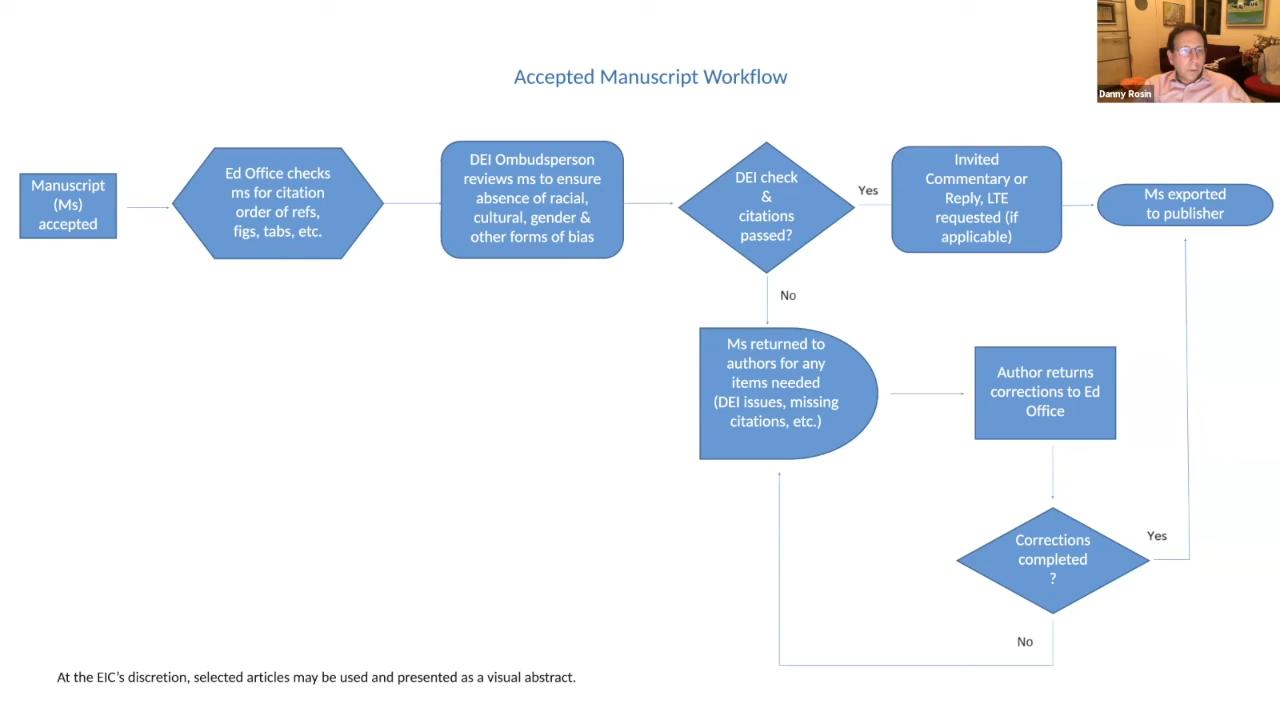 Accepted Manuscript Workflow
Danny Rosin
Manuscript
(Ms)
accepted
Ed Office checks
ms for citation
order of refs,
figs, tabs, etc.
DEI Ombudsperson
reviews ms to ensure
absence of racial,
cultural, gender &
other forms of bias
DEI check
&
citations
passed?
Yes
Invited
Commentary or
Reply, LTE
requested (if
applicable)
Ms exported
to publisher
No
Ms returned to
authors for any
items needed
(DEI issues, missing
citations, etc.)
Author returns
corrections to Ed
Office
Corrections
completed
?
Yes
No
At the EIC's discretion, selected articles may be used and presented as a visual abstract.